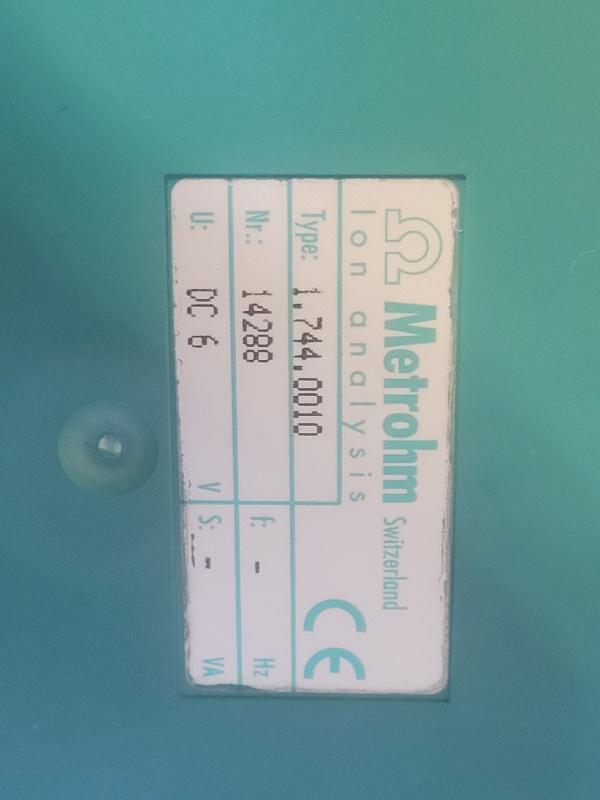 Ω Metrohm Switzerland
Ion analysis
Type: 1.744.0010
Nr.: 14288 f: - Hz
U: DC 6 V S: - VA
CE